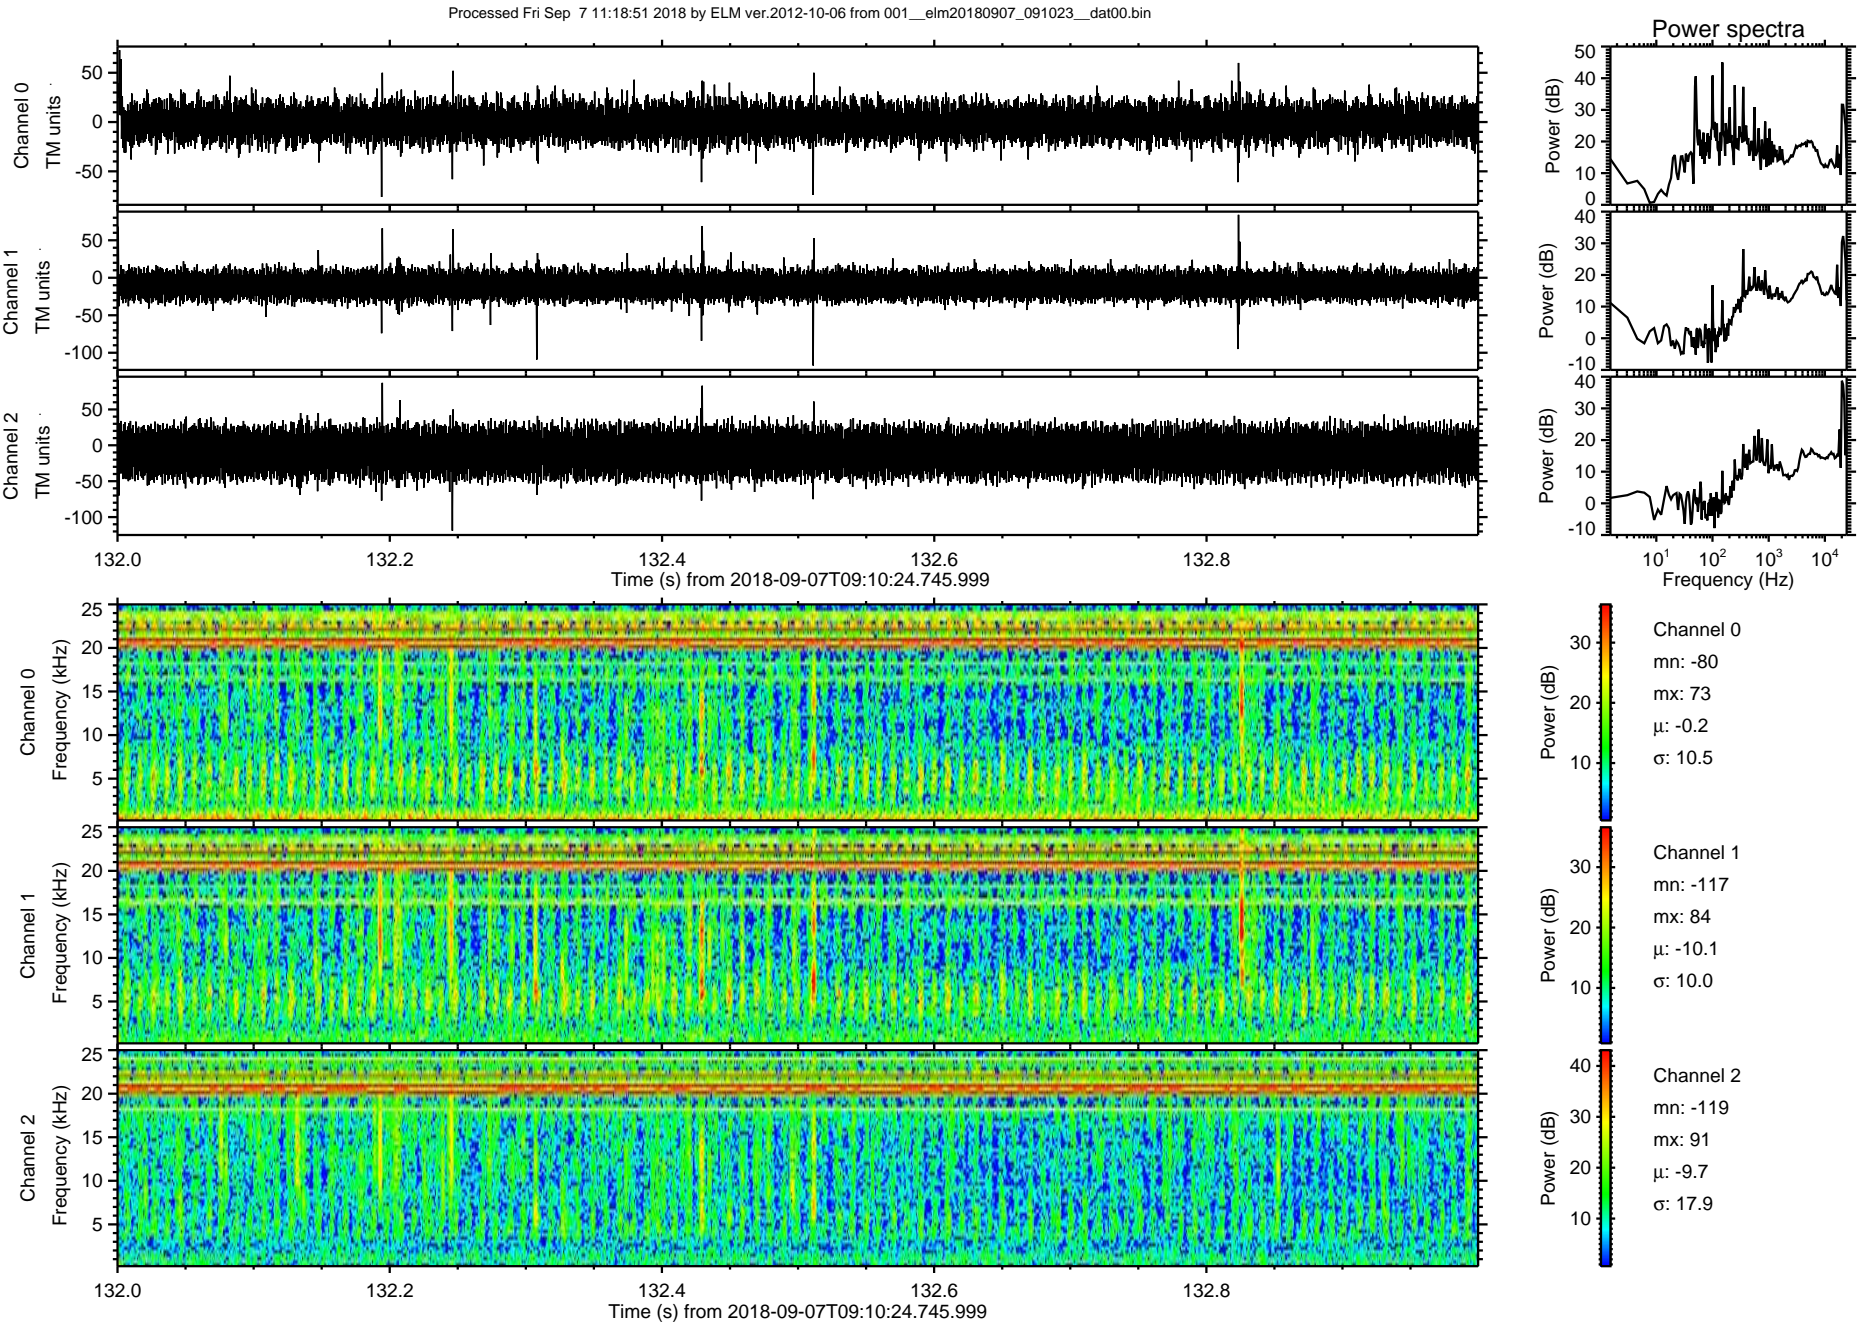 Processed Fri Sep  7 11:18:51 2018 by ELM ver.2012-10-06 from 001__elm20180907_091023__dat00.bin
Power spectra
Channel 0
TM units
50
0
-50
Power (dB)
50
40
30
20
10
0
Channel 1
TM units
50
0
-50
-100
Power (dB)
40
30
20
10
0
-10
Channel 2
TM units
50
0
-50
-100
Power (dB)
40
30
20
10
0
-10
132.0 132.2 132.4 132.6 132.8
Time (s) from 2018-09-07T09:10:24.745.999
10^1 10^2 10^3 10^4
Frequency (Hz)
Channel 0
Frequency (kHz)
25
20
15
10
5
Power (dB)
30
20
10
Channel 0
mn: -80
mx: 73
μ: -0.2
σ: 10.5
Channel 1
Frequency (kHz)
25
20
15
10
5
Power (dB)
30
20
10
Channel 1
mn: -117
mx: 84
μ: -10.1
σ: 10.0
Channel 2
Frequency (kHz)
25
20
15
10
5
Power (dB)
40
30
20
10
Channel 2
mn: -119
mx: 91
μ: -9.7
σ: 17.9
132.0 132.2 132.4 132.6 132.8
Time (s) from 2018-09-07T09:10:24.745.999